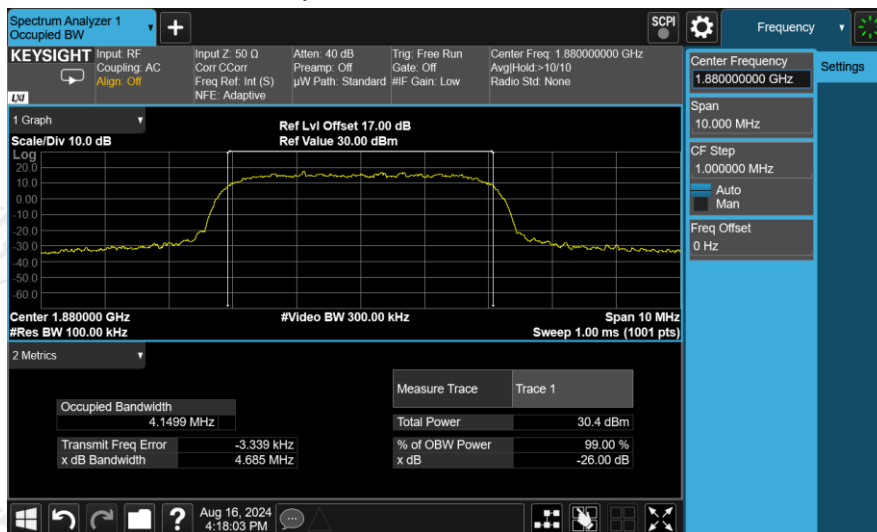 Spectrum Analyzer 1
Occupied BW
+
SCPI
Frequency
KEYSIGHT
LXI
Input: RF
Coupling: AC
Align: Off
Input Z: 50 Ω
Corr CCorr
Freq Ref: Int (S)
NFE: Adaptive
Atten: 40 dB
Preamp: Off
µW Path: Standard
Trig: Free Run
Gate: Off
#IF Gain: Low
Center Freq: 1.880000000 GHz
Avg|Hold:>10/10
Radio Std: None
Center Frequency
1.880000000 GHz
Settings
Span
10.000 MHz
CF Step
1.000000 MHz
Auto
Man
Freq Offset
0 Hz
1 Graph
Scale/Div 10.0 dB
Ref Lvl Offset 17.00 dB
Ref Value 30.00 dBm
Log
20.0
10.0
0.00
-10.0
-20.0
-30.0
-40.0
-50.0
-60.0
Center 1.880000 GHz
#Video BW 300.00 kHz
Span 10 MHz
#Res BW 100.00 kHz
Sweep 1.00 ms (1001 pts)
2 Metrics
Measure Trace Trace 1
Occupied Bandwidth
4.1499 MHz
Total Power 30.4 dBm
Transmit Freq Error -3.339 kHz
% of OBW Power 99.00 %
x dB Bandwidth 4.685 MHz
x dB -26.00 dB
?
Aug 16, 2024
4:18:03 PM